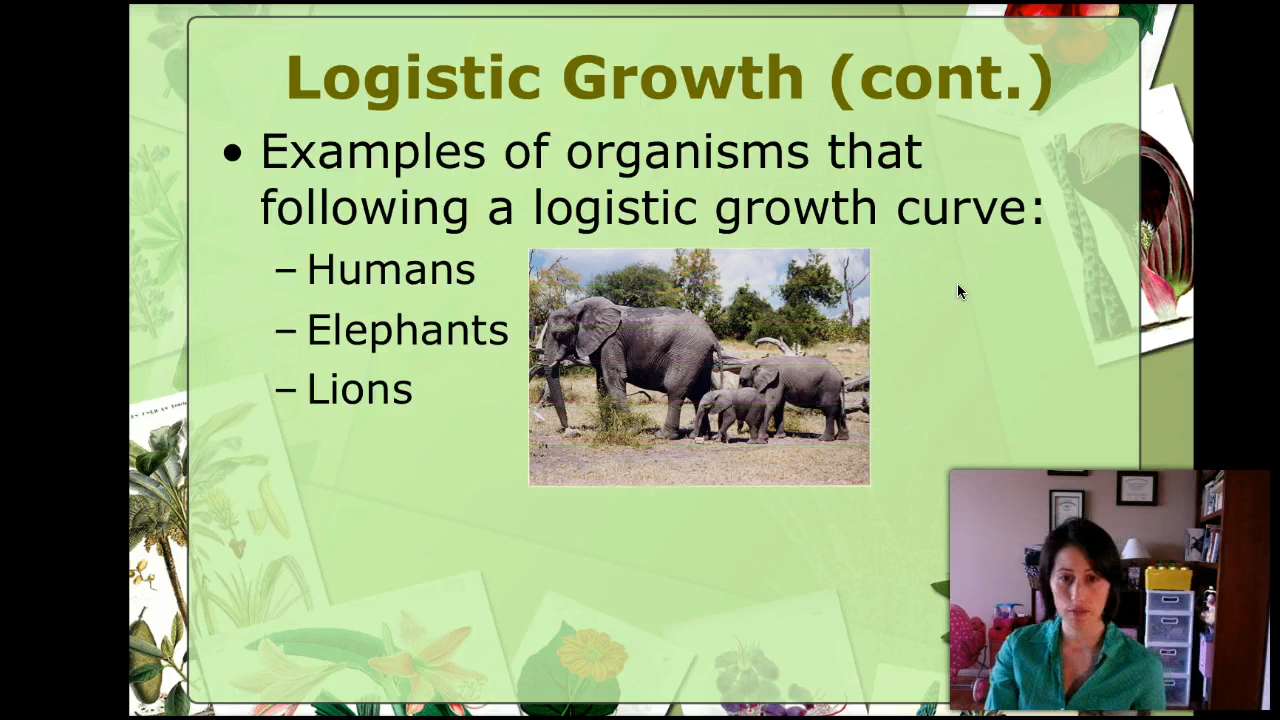 Logistic Growth (cont.)
• Examples of organisms that
following a logistic growth curve:
– Humans
– Elephants
– Lions